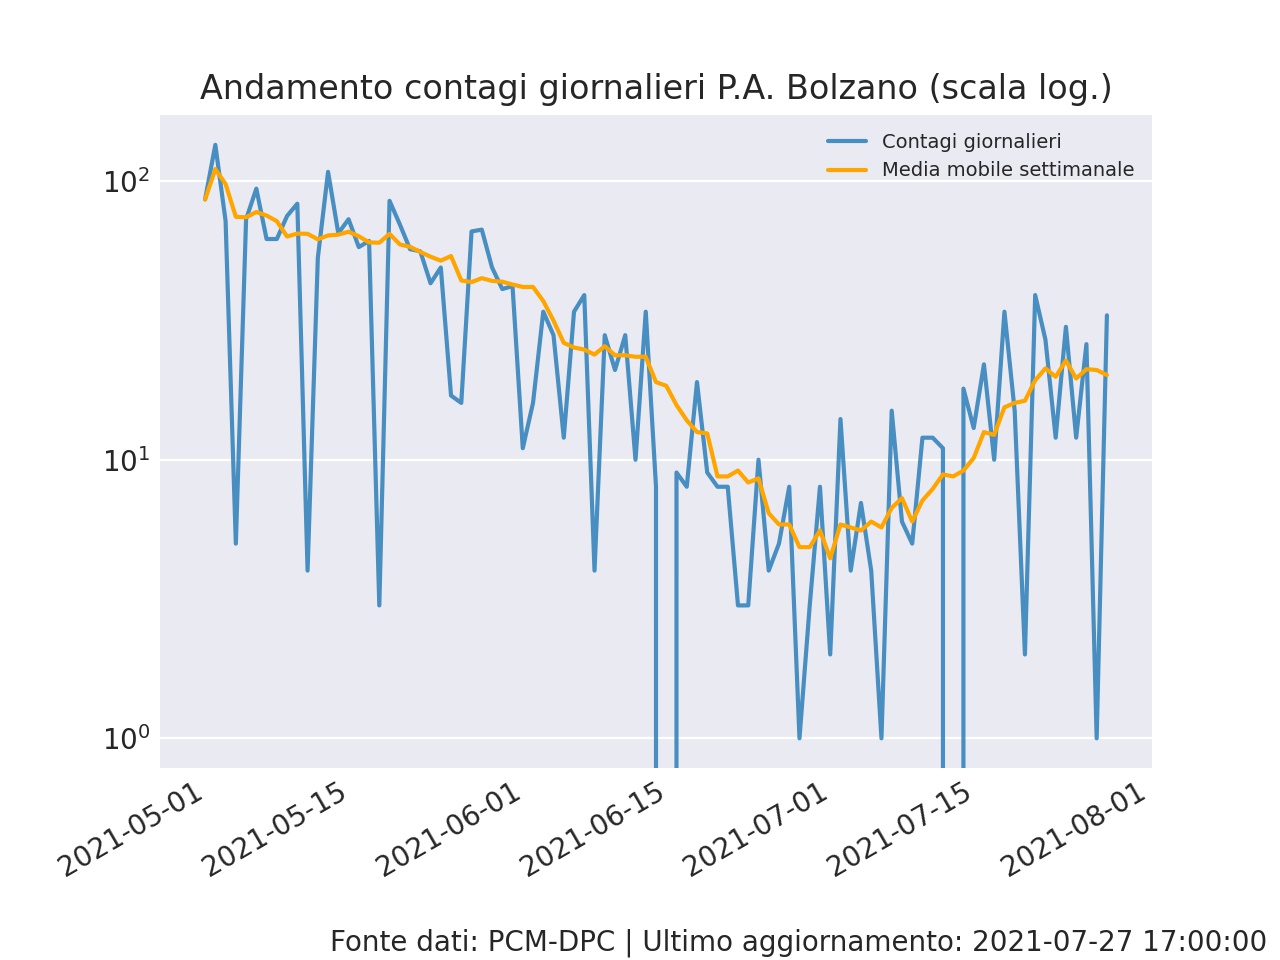 Andamento contagi giornalieri P.A. Bolzano (scala log.)
Contagi giornalieri
Media mobile settimanale
10²
10¹
10⁰
2021-05-01
2021-05-15
2021-06-01
2021-06-15
2021-07-01
2021-07-15
2021-08-01
Fonte dati: PCM-DPC | Ultimo aggiornamento: 2021-07-27 17:00:00